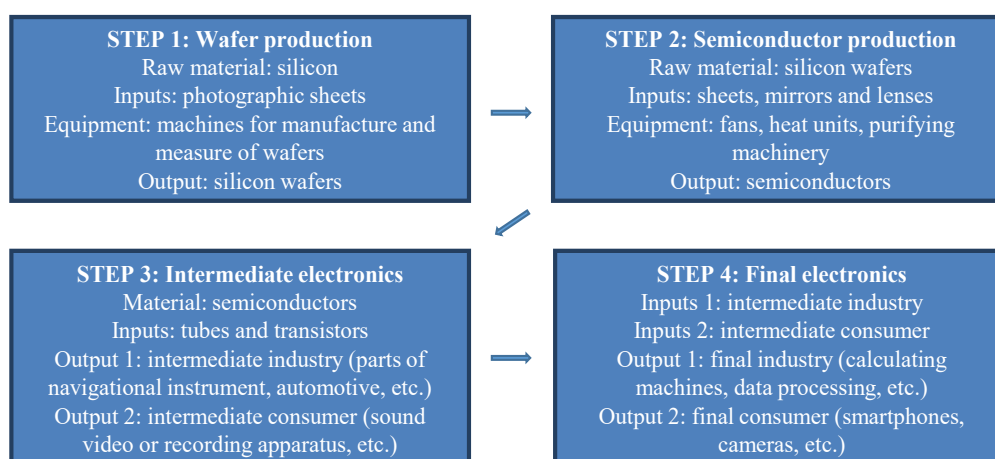 STEP 1: Wafer production
Raw material: silicon
Inputs: photographic sheets
Equipment: machines for manufacture and
measure of wafers
Output: silicon wafers
STEP 2: Semiconductor production
Raw material: silicon wafers
Inputs: sheets, mirrors and lenses
Equipment: fans, heat units, purifying
machinery
Output: semiconductors
STEP 3: Intermediate electronics
Material: semiconductors
Inputs: tubes and transistors
Output 1: intermediate industry (parts of
navigational instrument, automotive, etc.)
Output 2: intermediate consumer (sound
video or recording apparatus, etc.)
STEP 4: Final electronics
Inputs 1: intermediate industry
Inputs 2: intermediate consumer
Output 1: final industry (calculating
machines, data processing, etc.)
Output 2: final consumer (smartphones,
cameras, etc.)